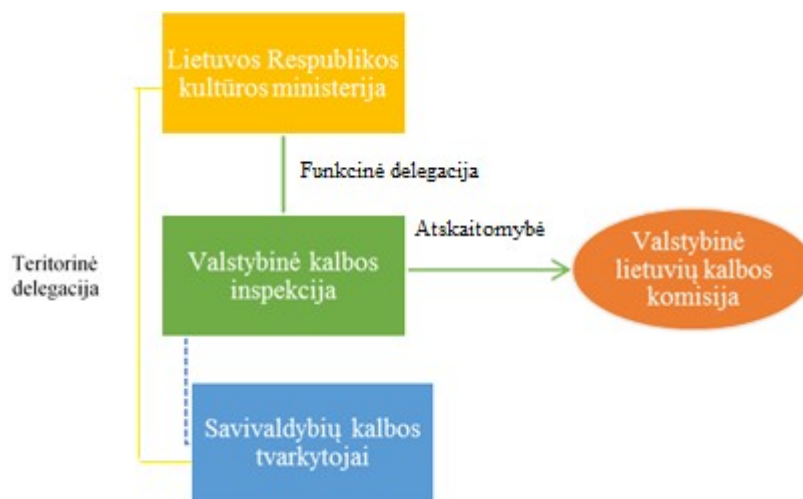 Lietuvos Respublikos
kultūros ministerija
Funkcinė delegacija
Atskaitomybė
Valstybinė kalbos
inspekcija
Valstybinė
lietuvių kalbos
komisija
Teritorinė
delegacija
Savivaldybių kalbos
tvarkytojai